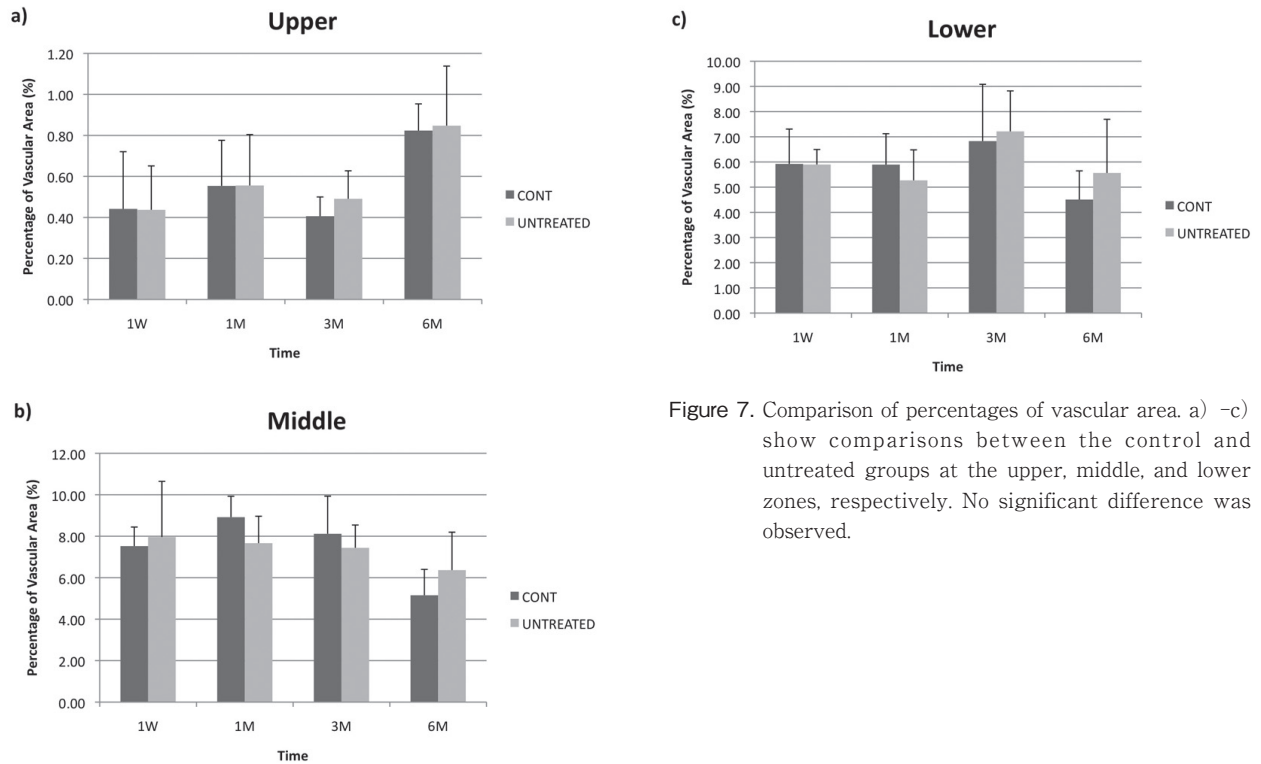 a)
Upper
Percentage of Vascular Area (%)
1.20
1.00
0.80
0.60
0.40
0.20
0.00
1W 1M 3M 6M
Time
CONT
UNTREATED
b)
Middle
Percentage of Vascular Area (%)
12.00
10.00
8.00
6.00
4.00
2.00
0.00
1W 1M 3M 6M
Time
CONT
UNTREATED
c)
Lower
Percentage of Vascular Area (%)
10.00
9.00
8.00
7.00
6.00
5.00
4.00
3.00
2.00
1.00
0.00
1W 1M 3M 6M
Time
CONT
UNTREATED
Figure 7. Comparison of percentages of vascular area. a) -c)
show comparisons between the control and
untreated groups at the upper, middle, and lower
zones, respectively. No significant difference was
observed.